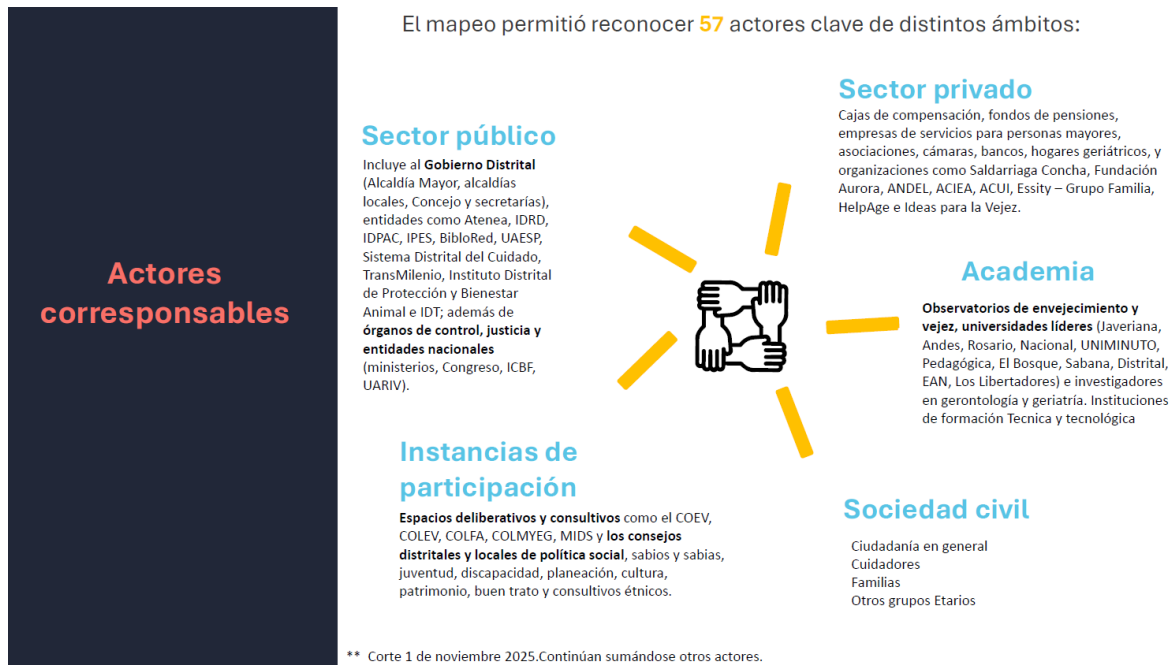 El mapeo permitió reconocer 57 actores clave de distintos ámbitos:
Actores
corresponsables
Sector público
Incluye al Gobierno Distrital
(Alcaldía Mayor, alcaldías
locales, Concejo y secretarías),
entidades como Atenea, IDRD,
IDPAC, IPES, BibloRed, UAESP,
Sistema Distrital del Cuidado,
TransMilenio, Instituto Distrital
de Protección y Bienestar
Animal e IDT; además de
órganos de control, justicia y
entidades nacionales
(ministerios, Congreso, ICBF,
UARIV).
Sector privado
Cajas de compensación, fondos de pensiones,
empresas de servicios para personas mayores,
asociaciones, cámaras, bancos, hogares geriátricos, y
organizaciones como Saldarriaga Concha, Fundación
Aurora, ANDEL, ACIEA, ACUI, Essity – Grupo Familia,
HelpAge e Ideas para la Vejez.
Academia
Observatorios de envejecimiento y
vejez, universidades líderes (Javeriana,
Andes, Rosario, Nacional, UNIMINUTO,
Pedagógica, El Bosque, Sabana, Distrital,
EAN, Los Libertadores) e investigadores
en gerontología y geriatría. Instituciones
de formación Tecnica y tecnológica
Instancias de
participación
Espacios deliberativos y consultivos como el COEV,
COLEV, COLFA, COLMYEG, MIDS y los consejos
distritales y locales de política social, sabios y sabias,
juventud, discapacidad, planeación, cultura,
patrimonio, buen trato y consultivos étnicos.
Sociedad civil
Ciudadanía en general
Cuidadores
Familias
Otros grupos Etarios
** Corte 1 de noviembre 2025.Continúan sumándose otros actores.